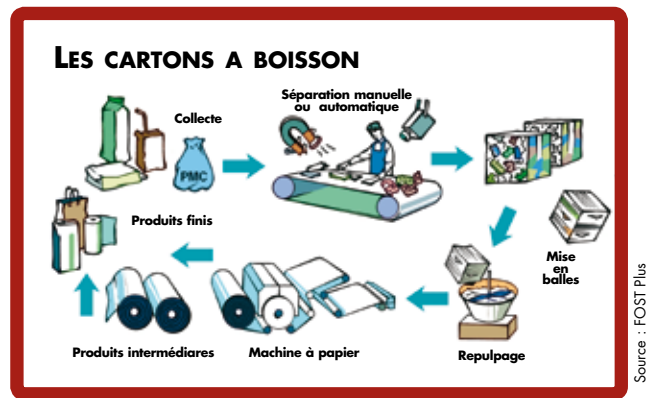 LES CARTONS A BOISSON
Collecte
PMC
Séparation manuelle
ou automatique
Mise
en
balles
Repulpage
Machine à papier
Produits intermédiares
Produits finis
Source : FOST Plus